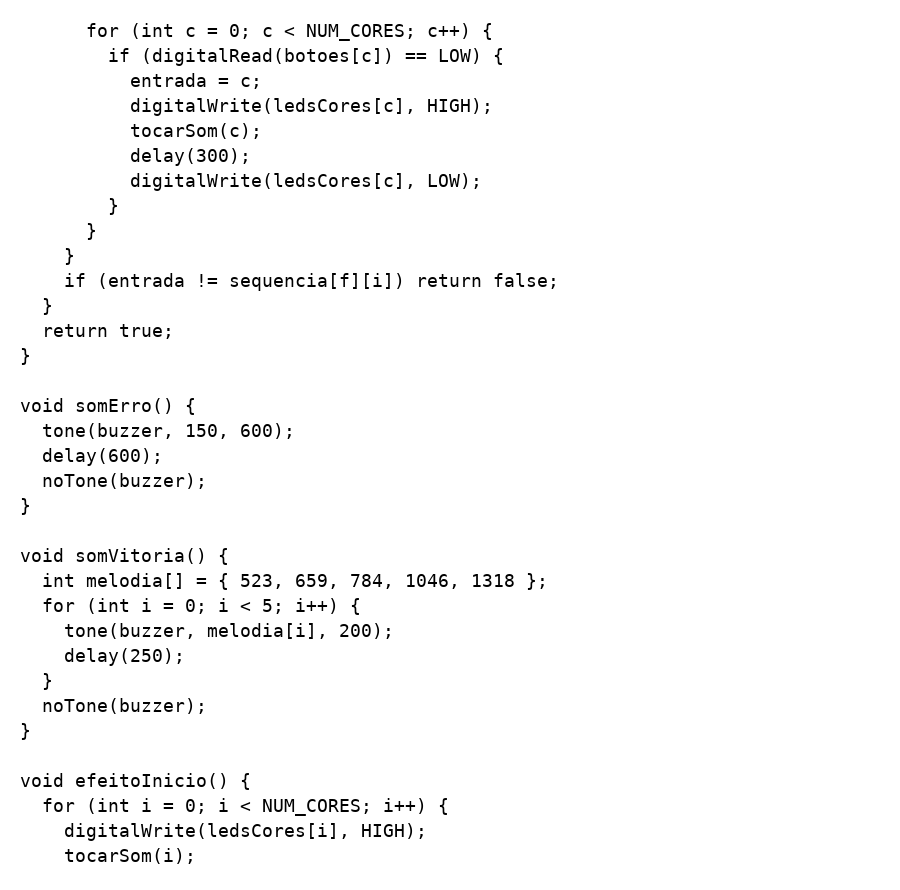 for (int c = 0; c < NUM_CORES; c++) {
        if (digitalRead(botoes[c]) == LOW) {
          entrada = c;
          digitalWrite(ledsCores[c], HIGH);
          tocarSom(c);
          delay(300);
          digitalWrite(ledsCores[c], LOW);
        }
      }
    }
    if (entrada != sequencia[f][i]) return false;
  }
  return true;
}

void somErro() {
  tone(buzzer, 150, 600);
  delay(600);
  noTone(buzzer);
}

void somVitoria() {
  int melodia[] = { 523, 659, 784, 1046, 1318 };
  for (int i = 0; i < 5; i++) {
    tone(buzzer, melodia[i], 200);
    delay(250);
  }
  noTone(buzzer);
}

void efeitoInicio() {
  for (int i = 0; i < NUM_CORES; i++) {
    digitalWrite(ledsCores[i], HIGH);
    tocarSom(i);